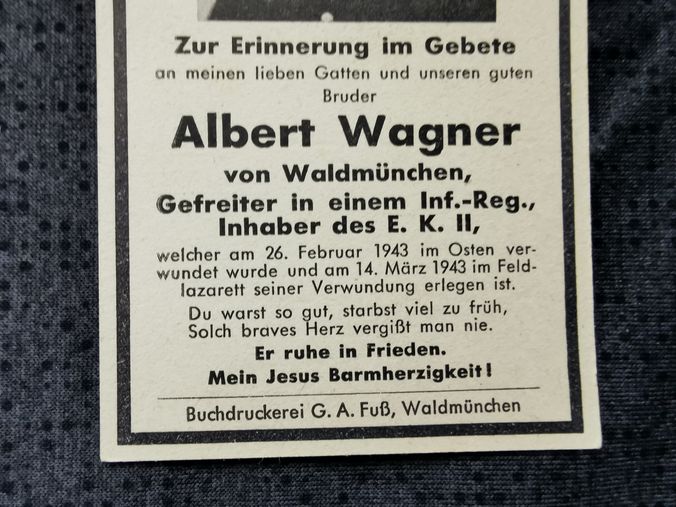 Zur Erinnerung im Gebete
an meinen lieben Gatten und unseren guten
Bruder
Albert Wagner
von Waldmünchen,
Gefreiter in einem Inf.-Reg.,
Inhaber des E. K. II,
welcher am 26. Februar 1943 im Osten ver-
wundet wurde und am 14. März 1943 im Feld-
lazarett seiner Verwundung erlegen ist.
Du warst so gut, starbst viel zu früh,
Solch braves Herz vergißt man nie.
Er ruhe in Frieden.
Mein Jesus Barmherzigkeit!
Buchdruckerei G. A. Fuß, Waldmünchen